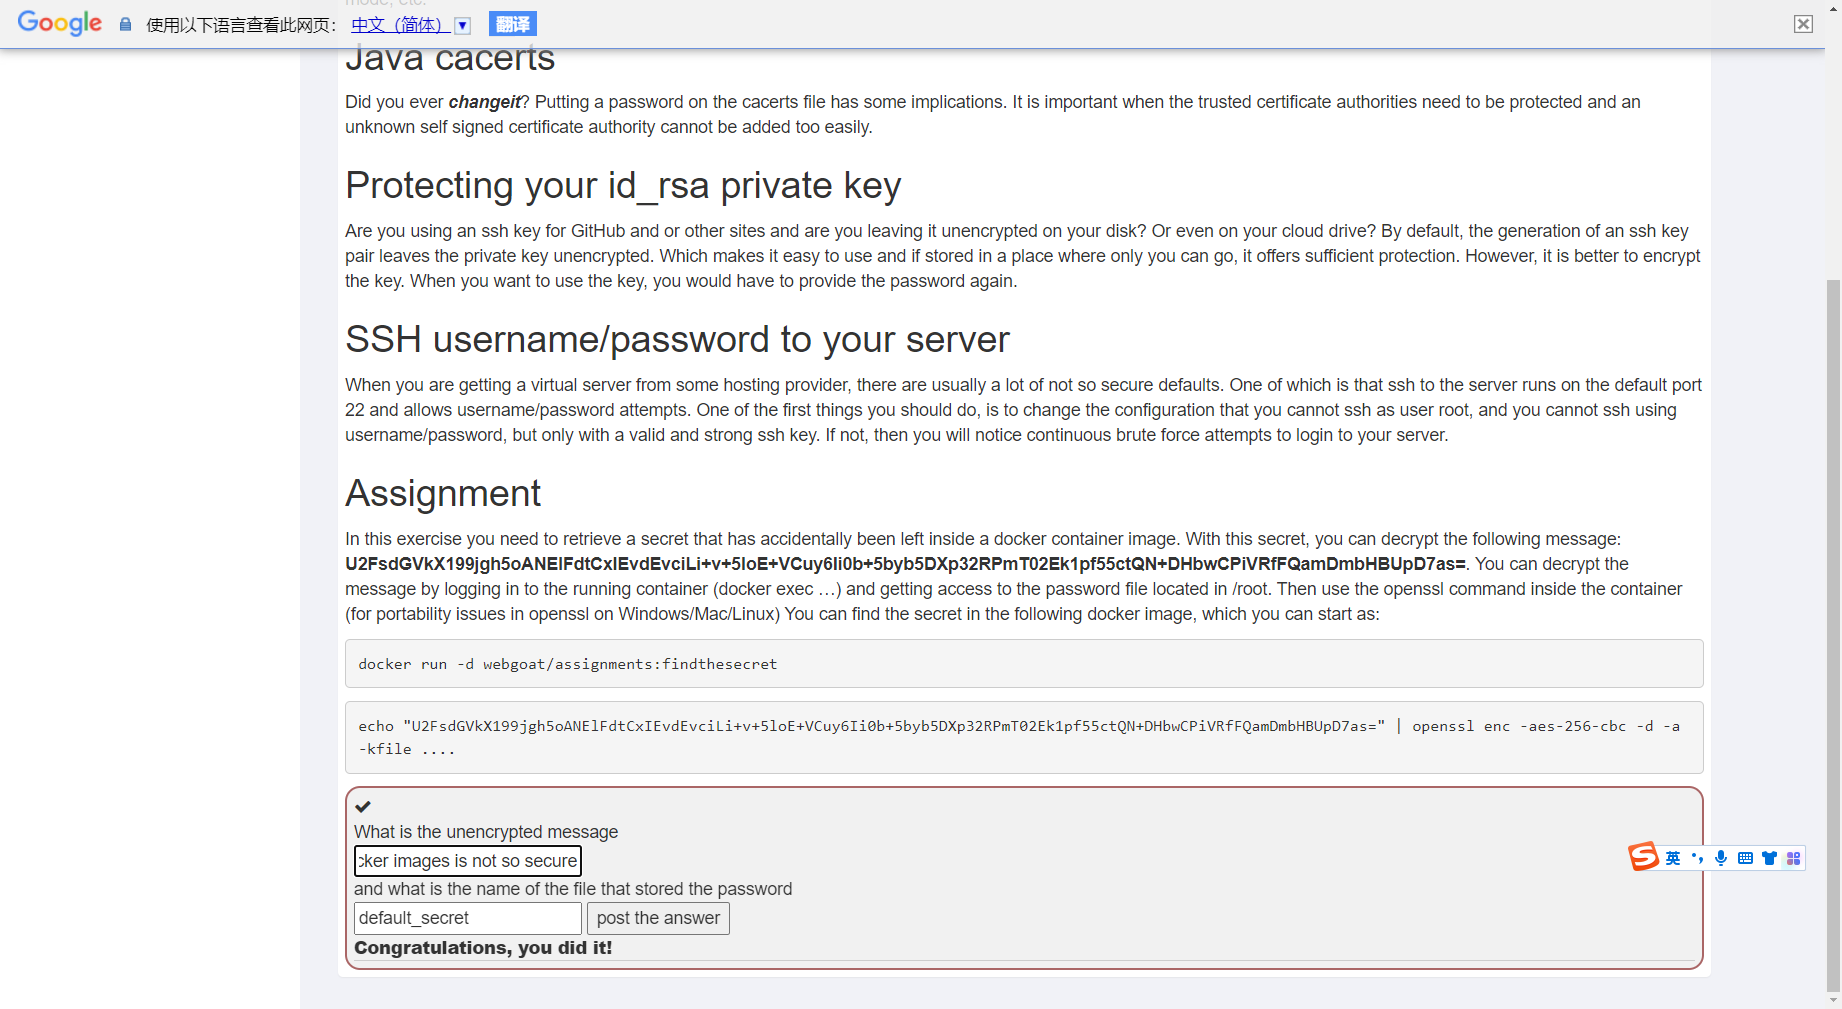 mode, etc.
Google 使用以下语言查看此网页： 中文（简体） 翻译
Java cacerts
Did you ever changeit? Putting a password on the cacerts file has some implications. It is important when the trusted certificate authorities need to be protected and an
unknown self signed certificate authority cannot be added too easily.
Protecting your id_rsa private key
Are you using an ssh key for GitHub and or other sites and are you leaving it unencrypted on your disk? Or even on your cloud drive? By default, the generation of an ssh key
pair leaves the private key unencrypted. Which makes it easy to use and if stored in a place where only you can go, it offers sufficient protection. However, it is better to encrypt
the key. When you want to use the key, you would have to provide the password again.
SSH username/password to your server
When you are getting a virtual server from some hosting provider, there are usually a lot of not so secure defaults. One of which is that ssh to the server runs on the default port
22 and allows username/password attempts. One of the first things you should do, is to change the configuration that you cannot ssh as user root, and you cannot ssh using
username/password, but only with a valid and strong ssh key. If not, then you will notice continuous brute force attempts to login to your server.
Assignment
In this exercise you need to retrieve a secret that has accidentally been left inside a docker container image. With this secret, you can decrypt the following message:
U2FsdGVkX199jgh5oANElFdtCxIEvdEvciLi+v+5loE+VCuy6Ii0b+5byb5DXp32RPmT02Ek1pf55ctQN+DHbwCPiVRfFQamDmbHBUpD7as=. You can decrypt the
message by logging in to the running container (docker exec …) and getting access to the password file located in /root. Then use the openssl command inside the container
(for portability issues in openssl on Windows/Mac/Linux) You can find the secret in the following docker image, which you can start as:
docker run -d webgoat/assignments:findthesecret
echo "U2FsdGVkX199jgh5oANElFdtCxIEvdEvciLi+v+5loE+VCuy6Ii0b+5byb5DXp32RPmT02Ek1pf55ctQN+DHbwCPiVRfFQamDmbHBUpD7as=" | openssl enc -aes-256-cbc -d -a
-kfile ....
What is the unencrypted message
cker images is not so secure
and what is the name of the file that stored the password
default_secret post the answer
Congratulations, you did it!
S 英